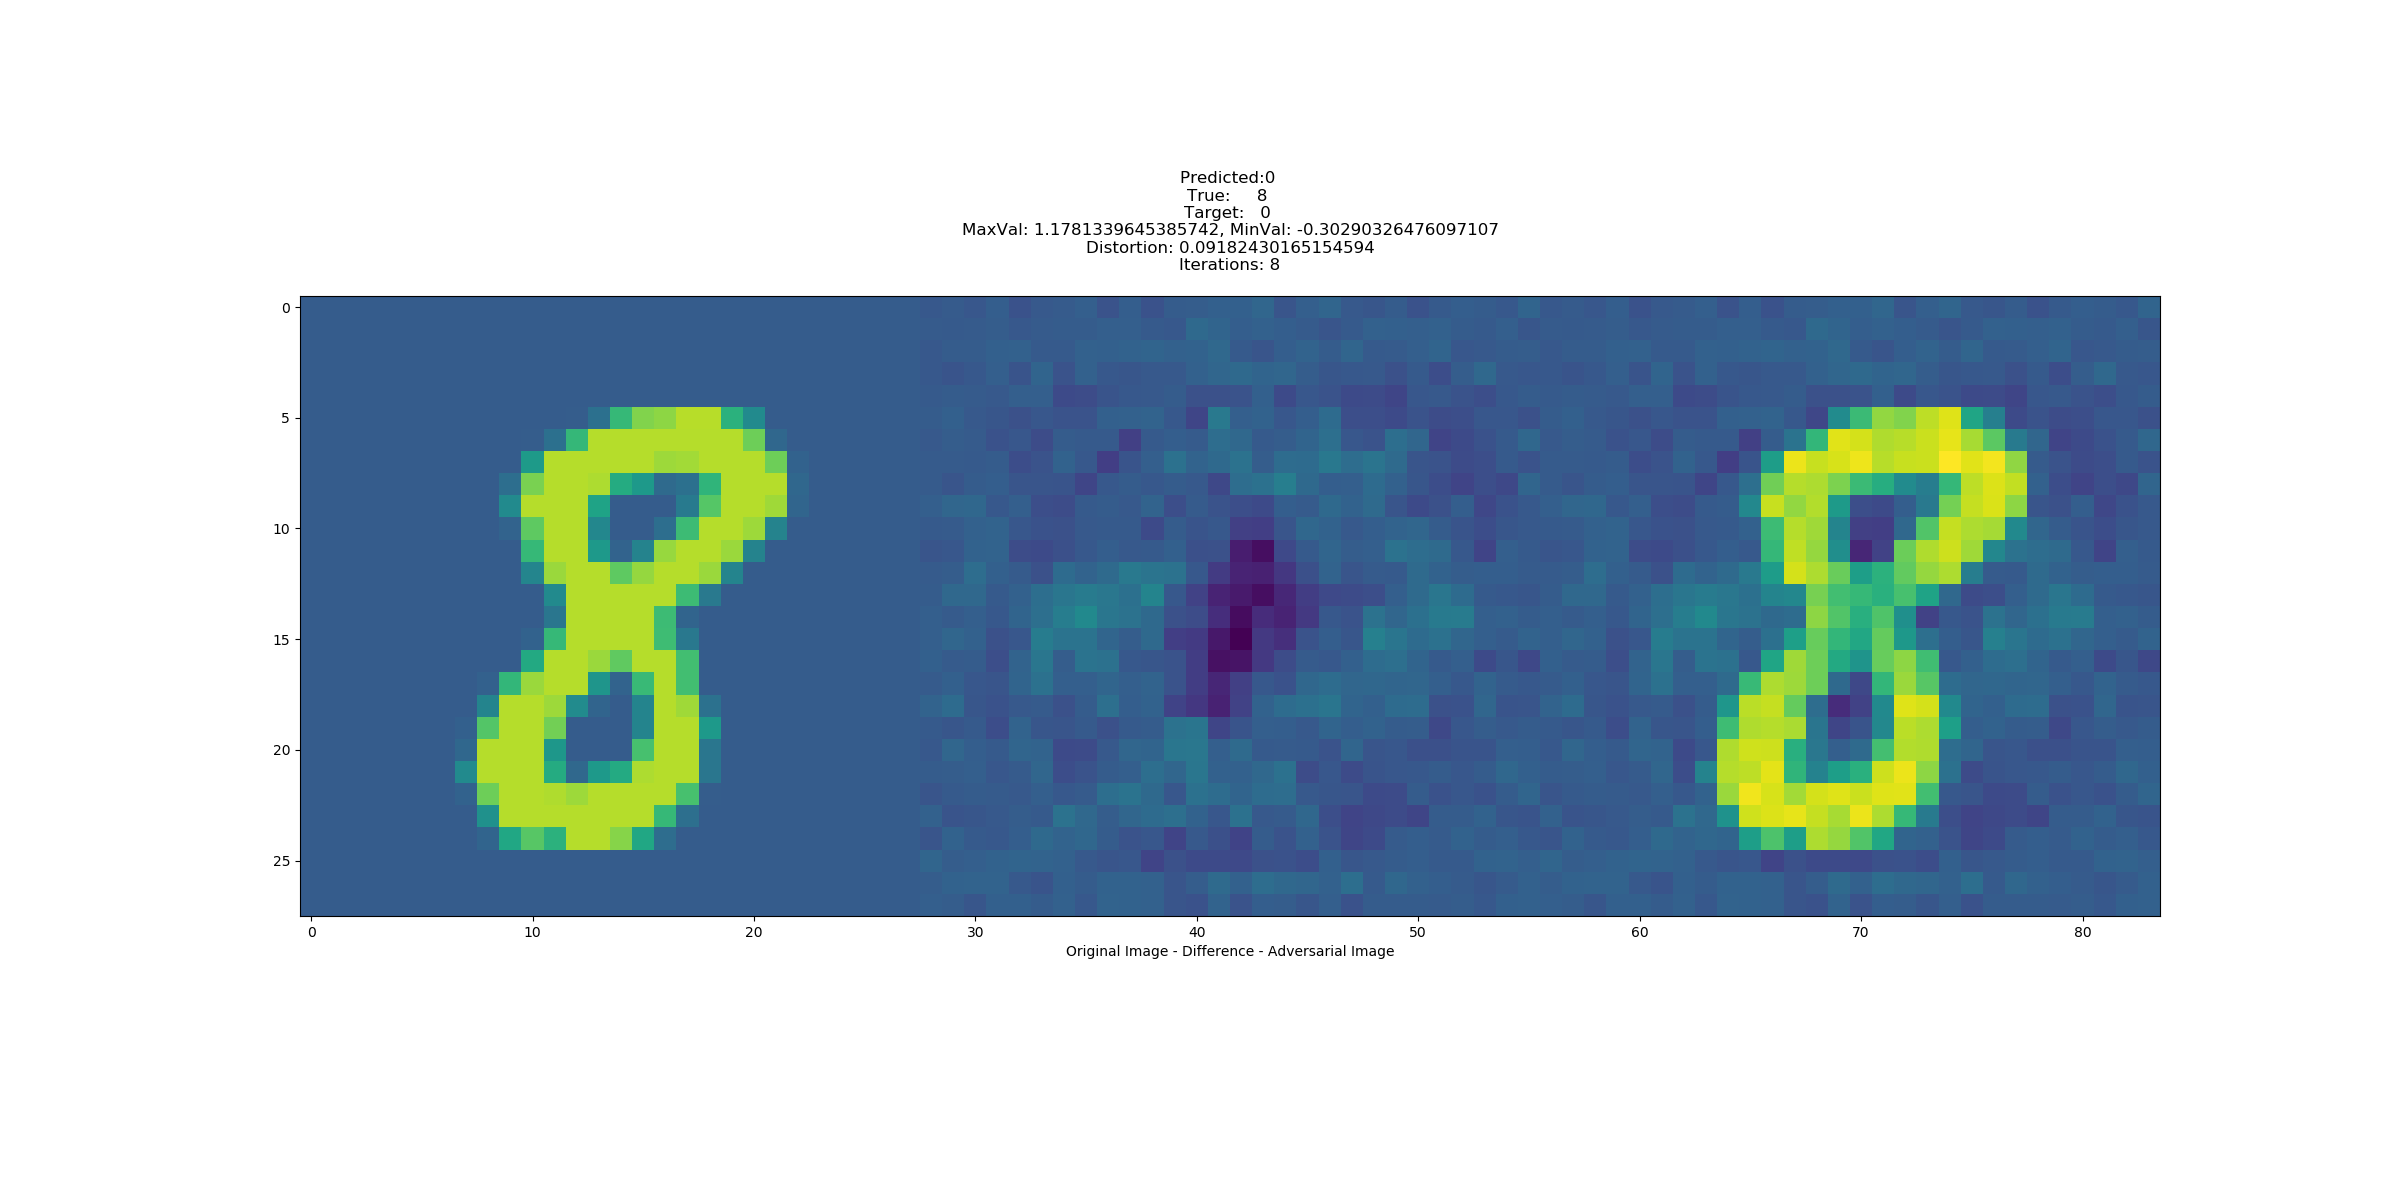 Predicted:0
True: 8
Target: 0
MaxVal: 1.1781339645385742, MinVal: -0.30290326476097107
Distortion: 0.09182430165154594
Iterations: 8
0
5
10
15
20
25
0 10 20 30 40 50 60 70 80
Original Image - Difference - Adversarial Image